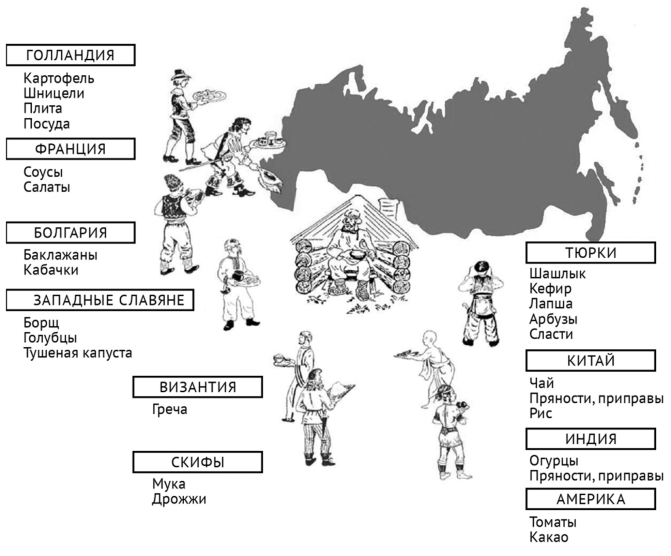 ГОЛЛАНДИЯ
Картофель
Шницели
Плита
Посуда
ФРАНЦИЯ
Соусы
Салаты
БОЛГАРИЯ
Баклажаны
Кабачки
ЗАПАДНЫЕ СЛАВЯНЕ
Борщ
Голубцы
Тушеная капуста
ВИЗАНТИЯ
Греча
СКИФЫ
Мука
Дрожжи
ТЮРКИ
Шашлык
Кефир
Лапша
Арбузы
Сласти
КИТАЙ
Чай
Пряности, приправы
Рис
ИНДИЯ
Огурцы
Пряности, приправы
АМЕРИКА
Томаты
Какао